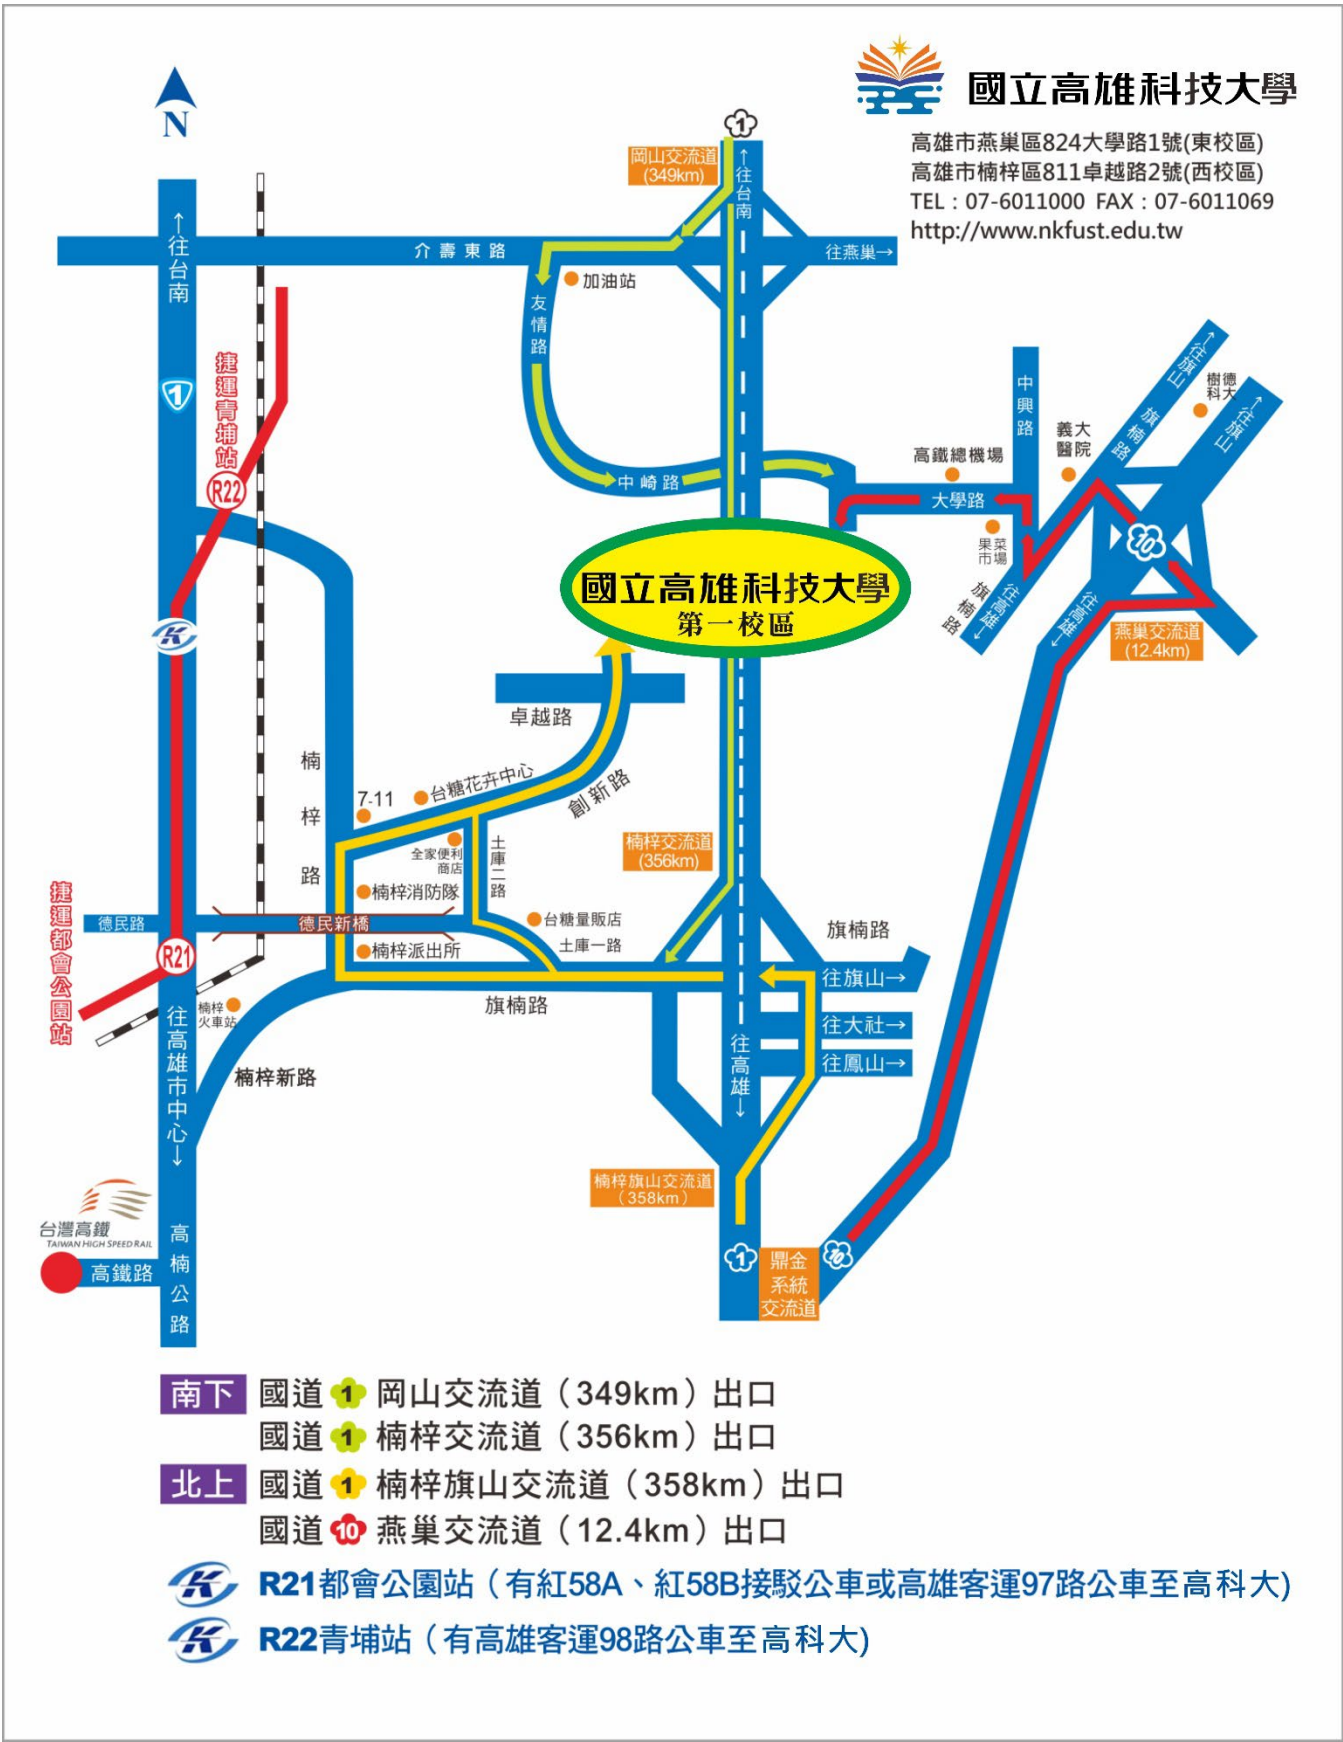 國立高雄科技大學
高雄市燕巢區824大學路1號(東校區)
高雄市楠梓區811卓越路2號(西校區)
TEL：07-6011000 FAX：07-6011069
http://www.nkfust.edu.tw
N
1
岡山交流道
(349km)
←往台南
←往台南
介壽東路
往燕巢→
加油站
友情路
1
捷運青埔站
R22
中崎路
高鐵總機場
大學路
中興路
義大
醫院
果菜
市場
←往旗山
旗楠路
樹德
科大
←往旗山
10
旗楠路
往高雄→
往高雄→
燕巢交流道
(12.4km)
國立高雄科技大學
第一校區
卓越路
創新路
楠梓路
7-11
台糖花卉中心
全家便利
商店
土庫二路
楠梓交流道
(356km)
楠梓消防隊
捷運都會公園站
德民路
德民新橋
R21
楠梓派出所
台糖量販店
土庫一路
旗楠路
往旗山→
旗楠路
往大社→
往鳳山→
往高雄→
楠梓
火車站
往高雄市中心→
楠梓新路
楠梓旗山交流道
（358km）
台灣高鐵
TAIWAN HIGH SPEED RAIL
高鐵路
高楠公路
1
鼎金
系統
交流道
10
南下 國道 1 岡山交流道（349km）出口
國道 1 楠梓交流道（356km）出口
北上 國道 1 楠梓旗山交流道（358km）出口
國道 10 燕巢交流道（12.4km）出口
R21都會公園站（有紅58A、紅58B接駁公車或高雄客運97路公車至高科大)
R22青埔站（有高雄客運98路公車至高科大)